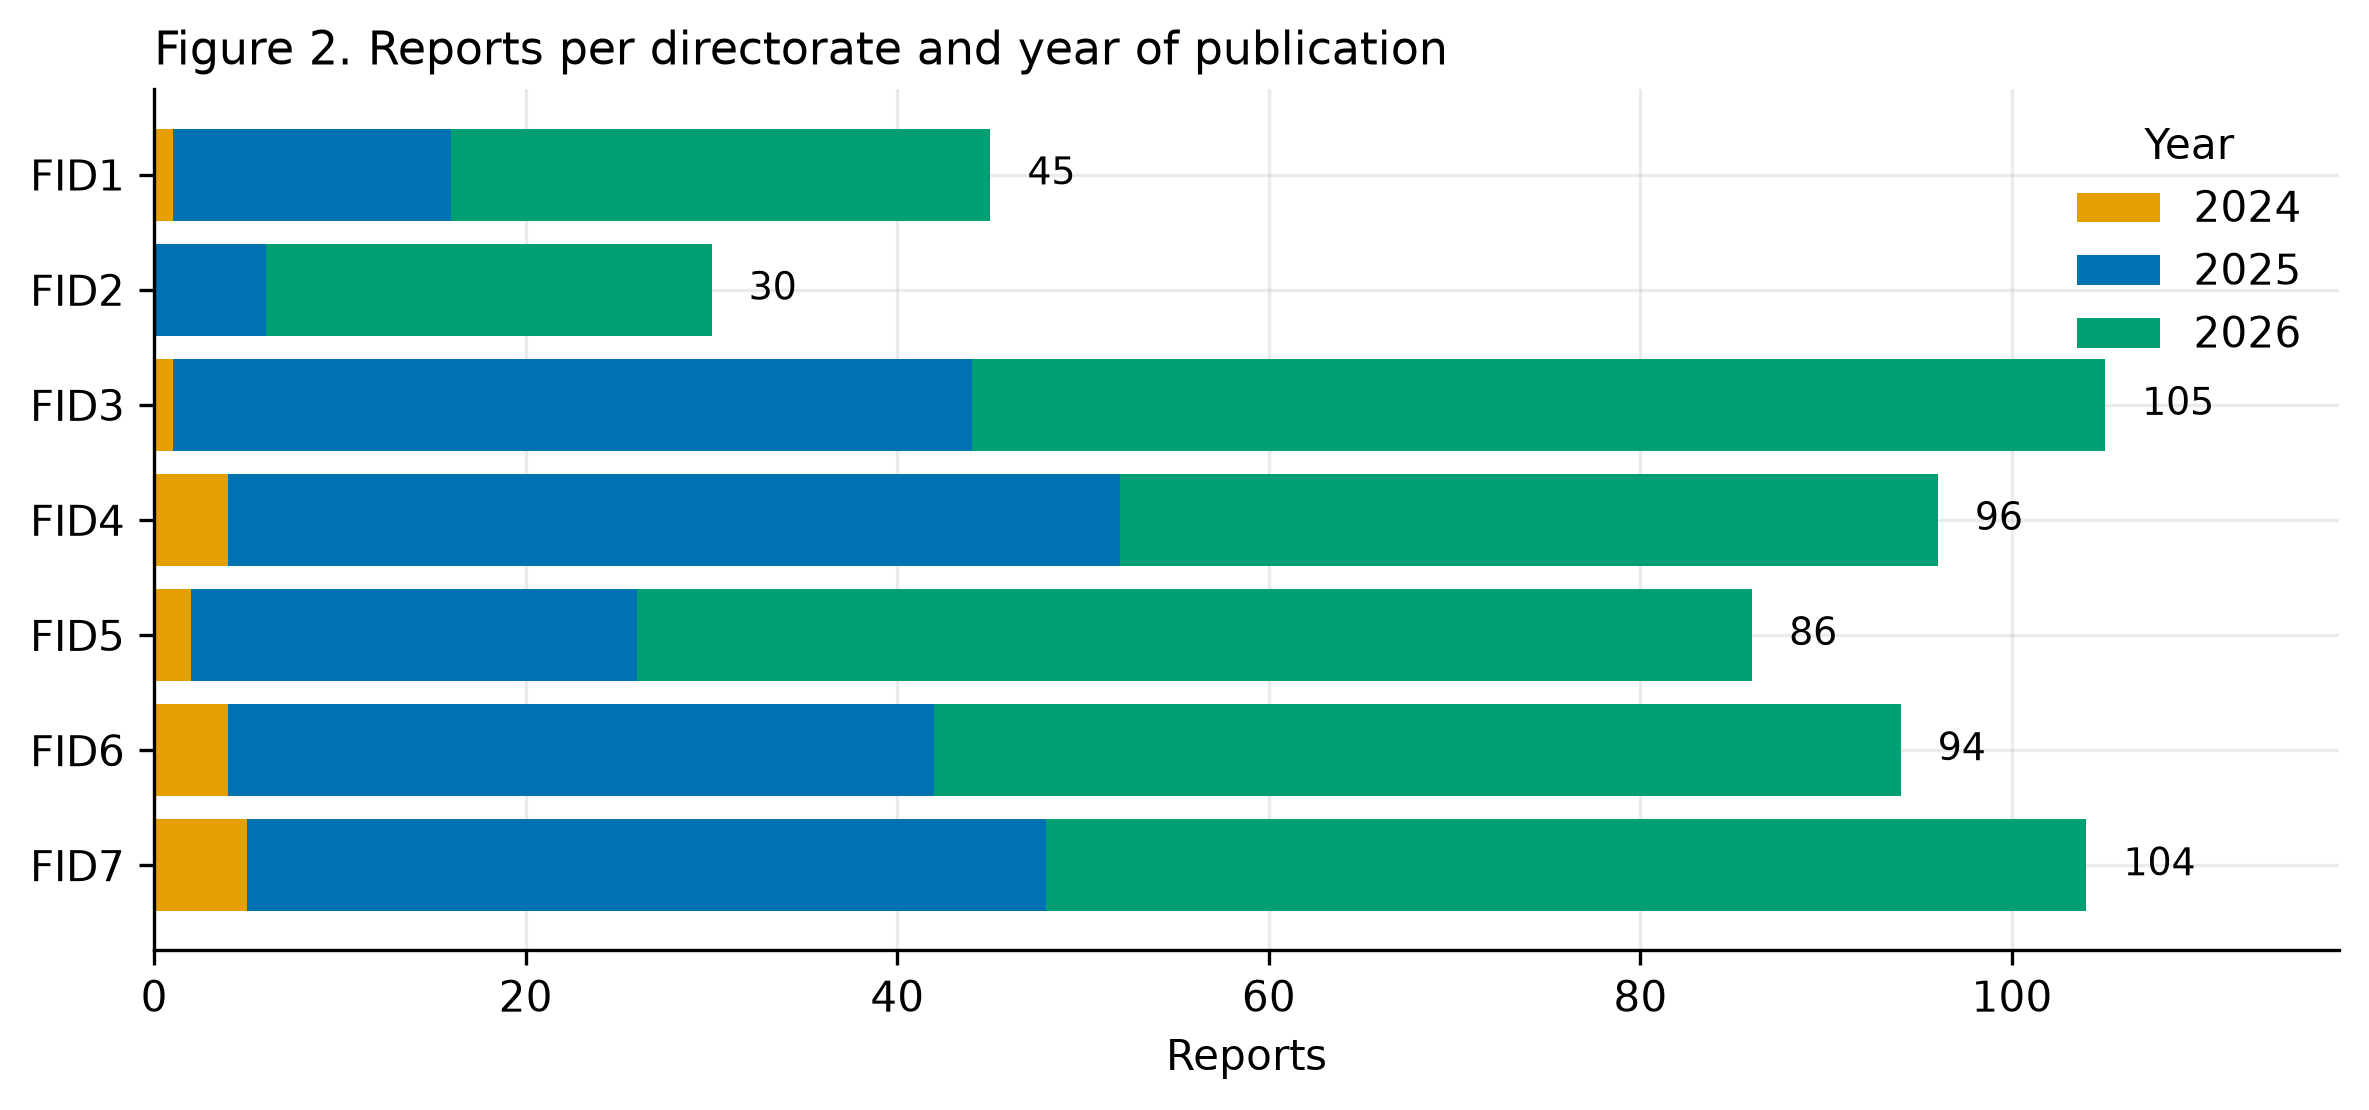 Figure 2. Reports per directorate and year of publication
Year
2024
2025
2026
FID1
45
FID2
30
FID3
105
FID4
96
FID5
86
FID6
94
FID7
104
0 20 40 60 80 100
Reports